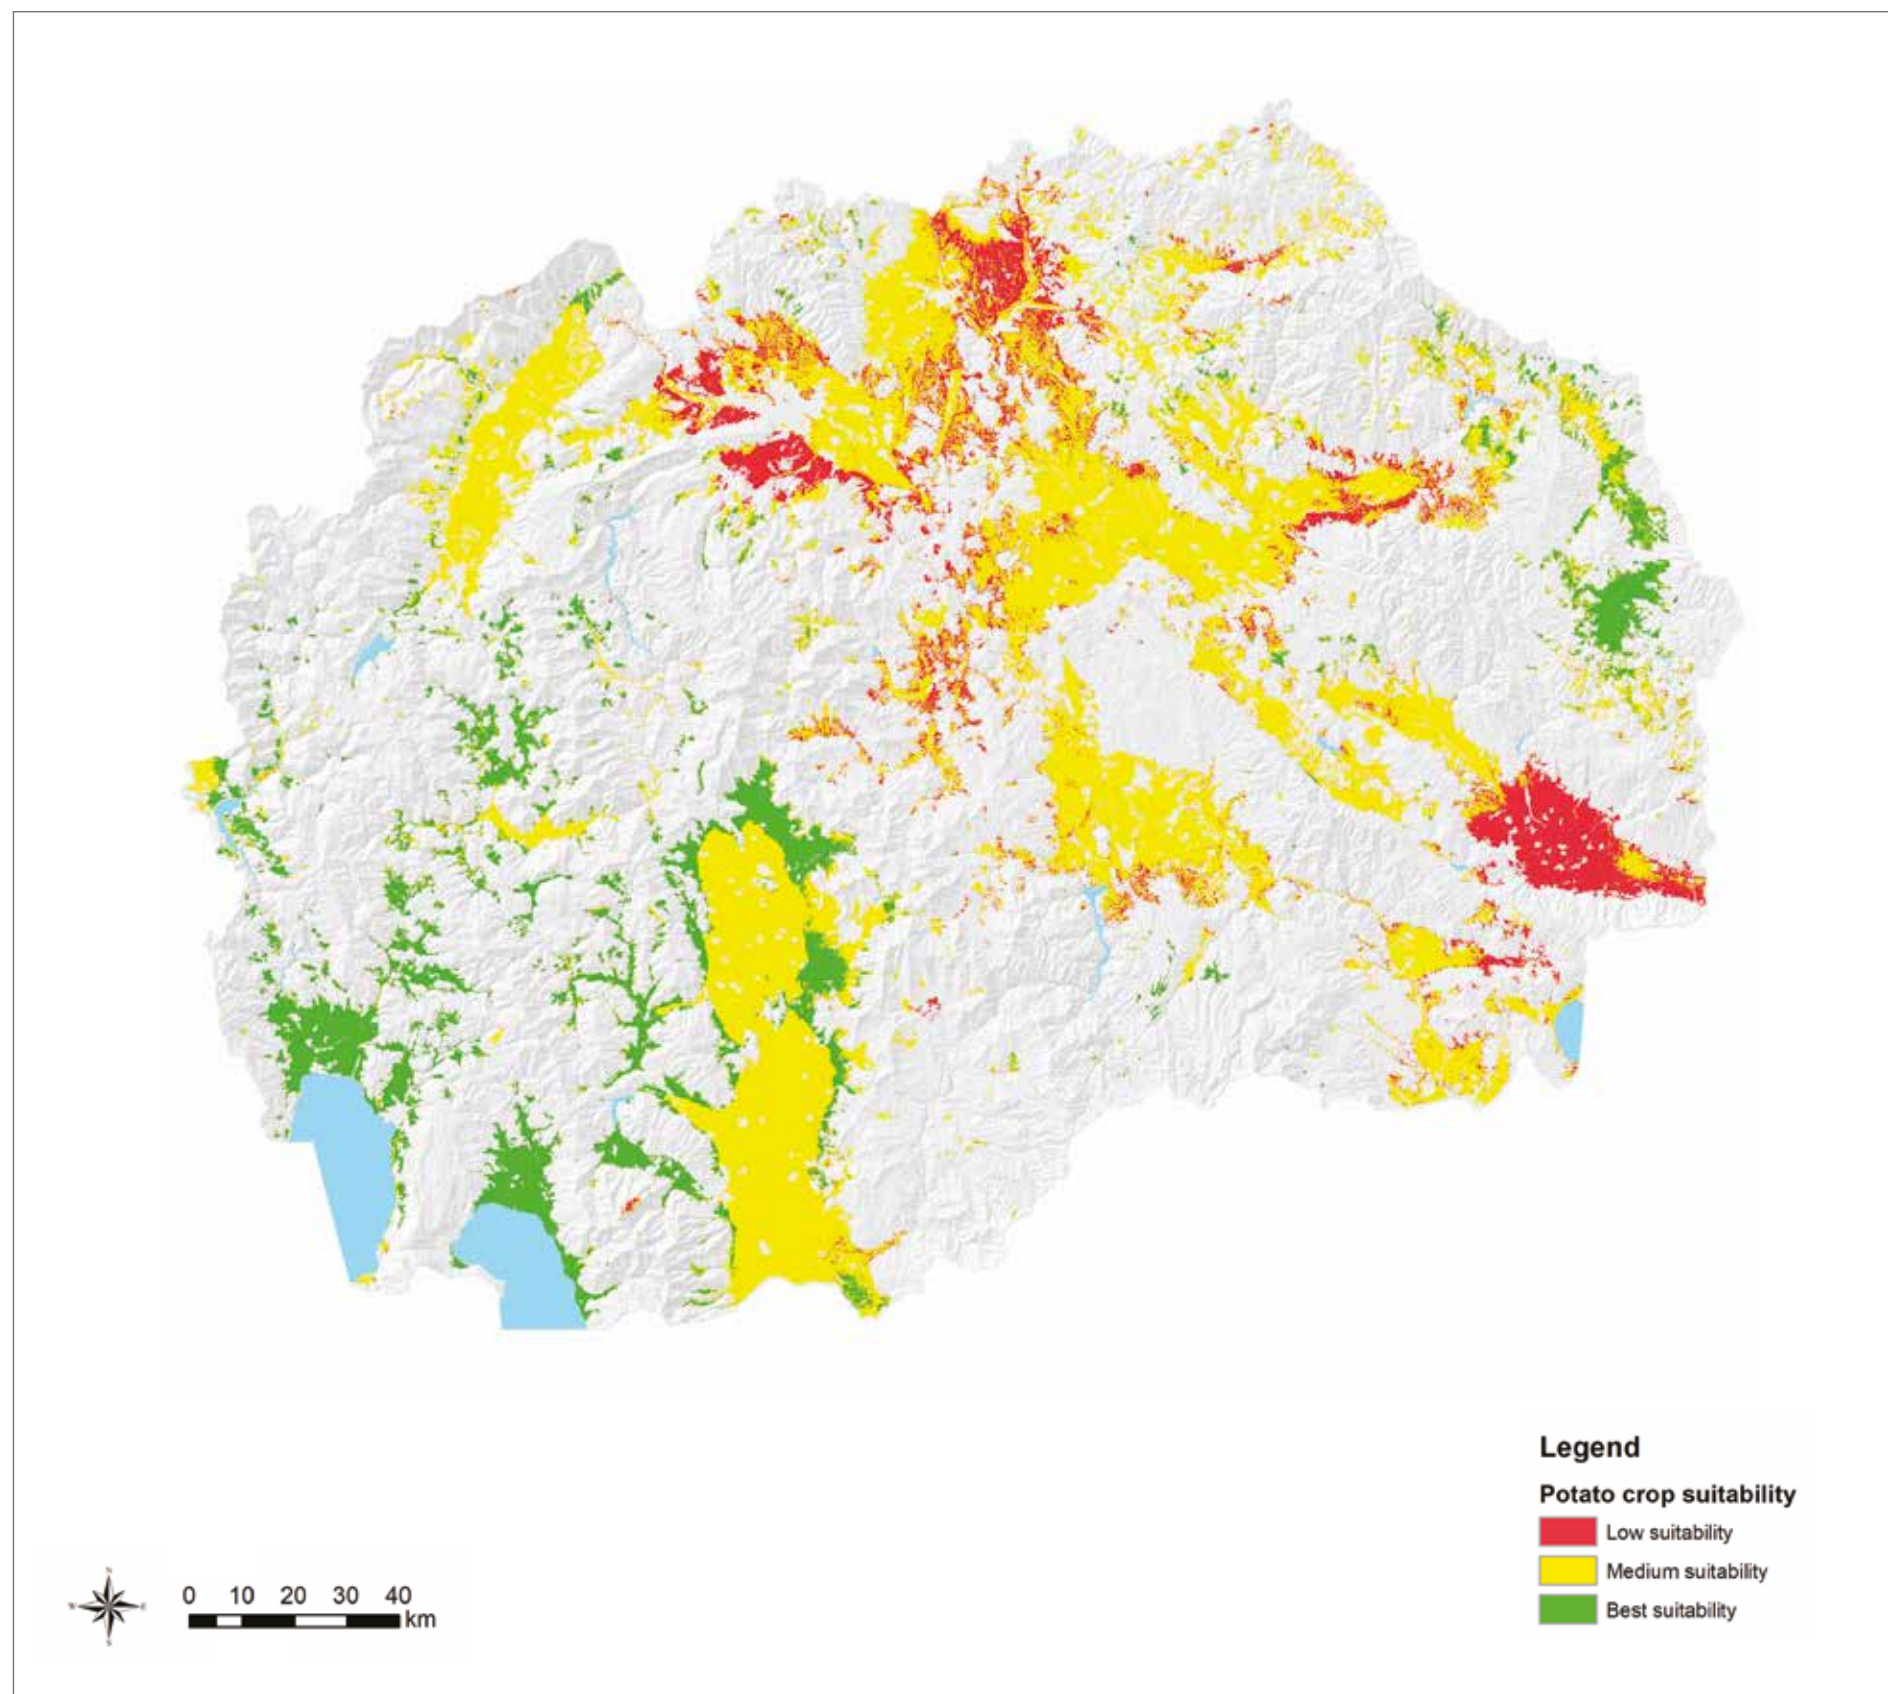 Legend
Potato crop suitability
Low suitability
Medium suitability
Best suitability
N
W
E
S
0 10 20 30 40
km